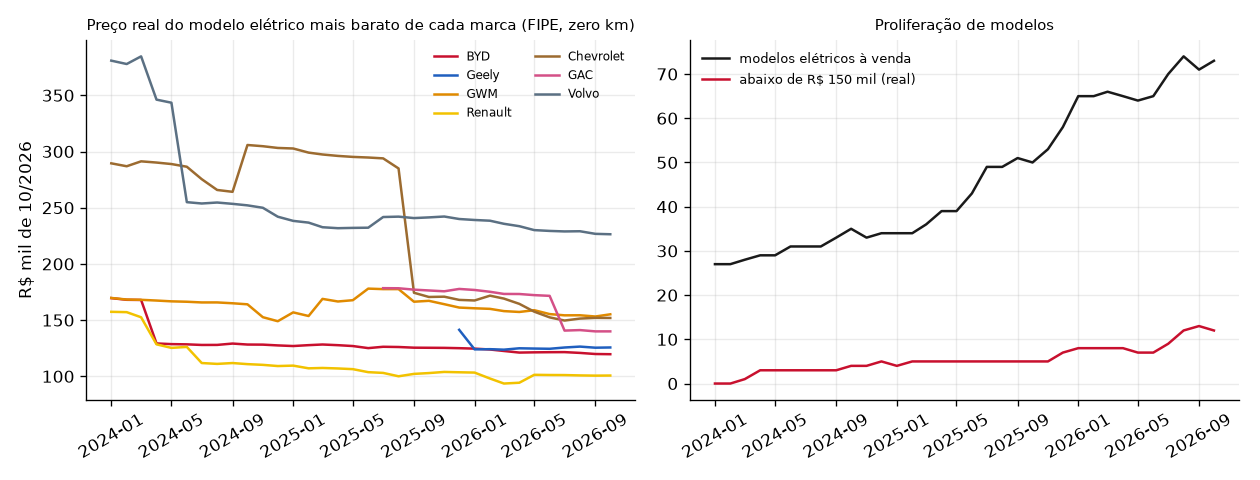 Preço real do modelo elétrico mais barato de cada marca (FIPE, zero km)
R$ mil de 10/2026
350
300
250
200
150
100
2024-01
2024-05
2024-09
2025-01
2025-05
2025-09
2026-01
2026-05
2026-09
BYD
Geely
GWM
Renault
Chevrolet
GAC
Volvo
Proliferação de modelos
modelos elétricos à venda
abaixo de R$ 150 mil (real)
70
60
50
40
30
20
10
0
2024-01
2024-05
2024-09
2025-01
2025-05
2025-09
2026-01
2026-05
2026-09